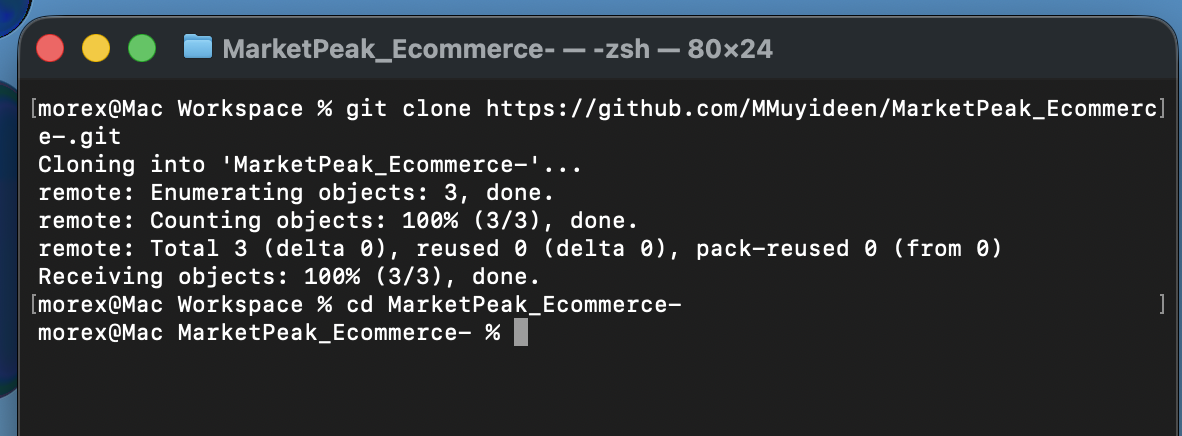 MarketPeak_Ecommerce- — -zsh — 80×24
[morex@Mac Workspace % git clone https://github.com/MMuyideen/MarketPeak_Ecommerc]
e-.git
Cloning into 'MarketPeak_Ecommerce-'...
remote: Enumerating objects: 3, done.
remote: Counting objects: 100% (3/3), done.
remote: Total 3 (delta 0), reused 0 (delta 0), pack-reused 0 (from 0)
Receiving objects: 100% (3/3), done.
[morex@Mac Workspace % cd MarketPeak_Ecommerce- ]
morex@Mac MarketPeak_Ecommerce- %